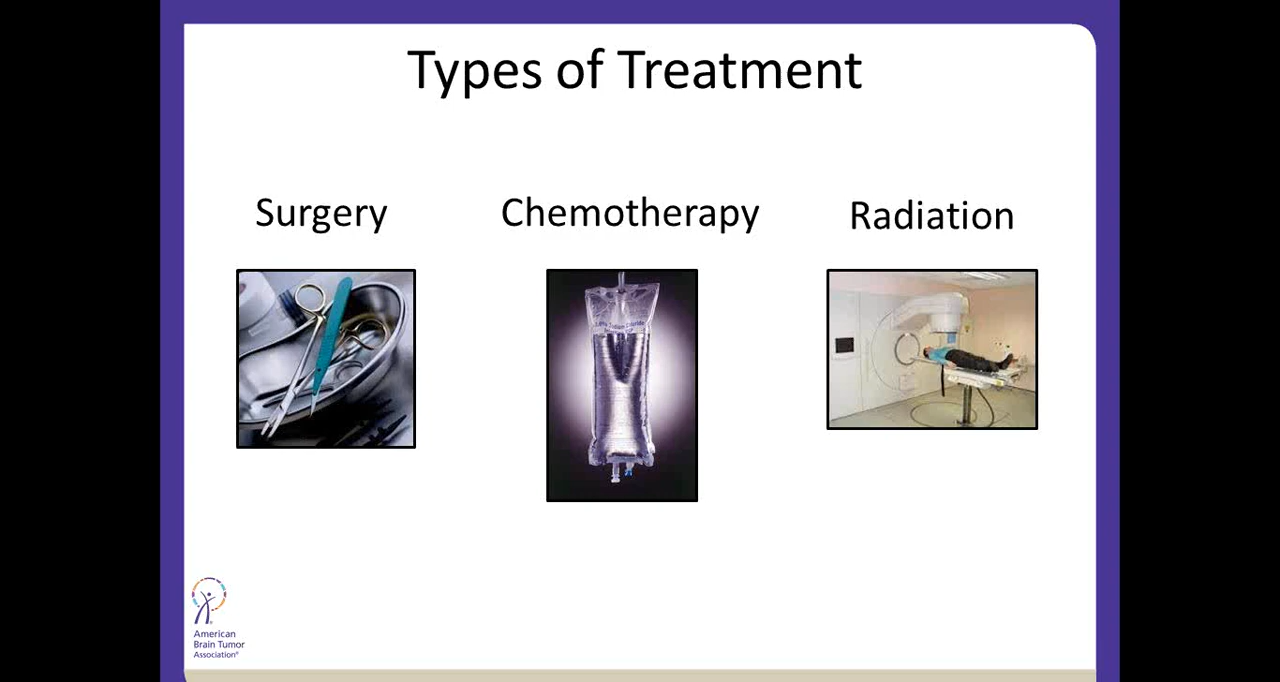 Types of Treatment
Surgery
Chemotherapy
Radiation
American
Brain Tumor
Association®